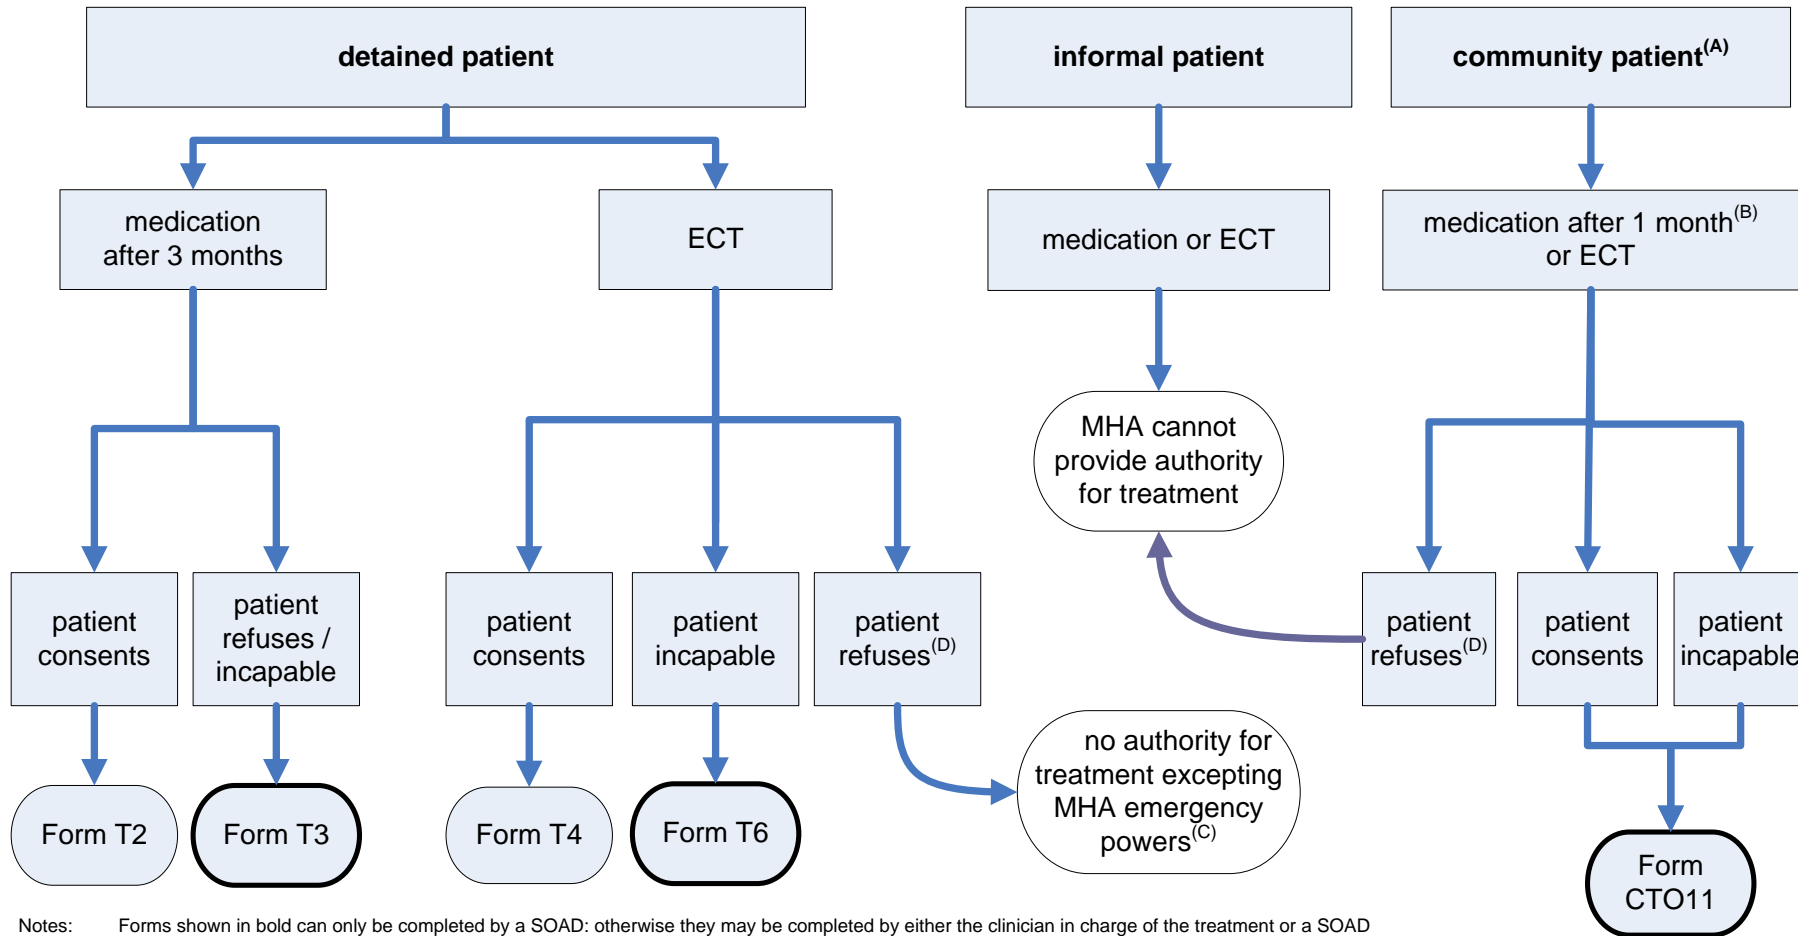 detained patient
informal patient
community patient(A)
medication
after 3 months
ECT
medication or ECT
medication after 1 month(B)
or ECT
MHA cannot
provide authority
for treatment
patient
consents
patient
refuses /
incapable
patient
consents
patient
incapable
patient
refuses(D)
patient
refuses(D)
patient
consents
patient
incapable
no authority for
treatment excepting
MHA emergency
powers(C)
Form T2
Form T3
Form T4
Form T6
Form
CTO11
Notes: Forms shown in bold can only be completed by a SOAD: otherwise they may be completed by either the clinician in charge of the treatment or a SOAD